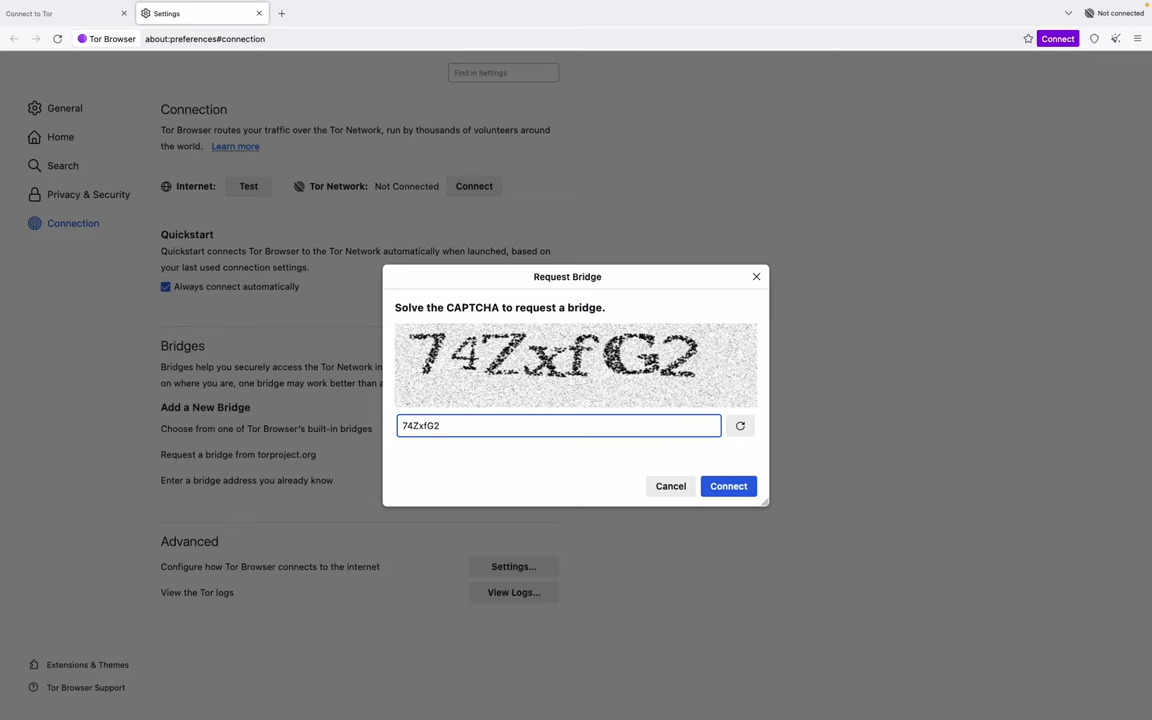 Connect to Tor
Settings
Not connected
Tor Browser
about:preferences#connection
Connect
Find in Settings
General
Home
Search
Privacy & Security
Connection
Connection
Tor Browser routes your traffic over the Tor Network, run by thousands of volunteers around
the world. Learn more
Internet: Test Tor Network: Not Connected Connect
Quickstart
Quickstart connects Tor Browser to the Tor Network automatically when launched, based on
your last used connection settings.
Always connect automatically
Bridges
Bridges help you securely access the Tor Network in
on where you are, one bridge may work better than a
Add a New Bridge
Choose from one of Tor Browser's built-in bridges
Request a bridge from torproject.org
Enter a bridge address you already know
Request Bridge
Solve the CAPTCHA to request a bridge.
74ZxfG2
74ZxfG2
Cancel Connect
Advanced
Configure how Tor Browser connects to the internet Settings...
View the Tor logs View Logs...
Extensions & Themes
Tor Browser Support